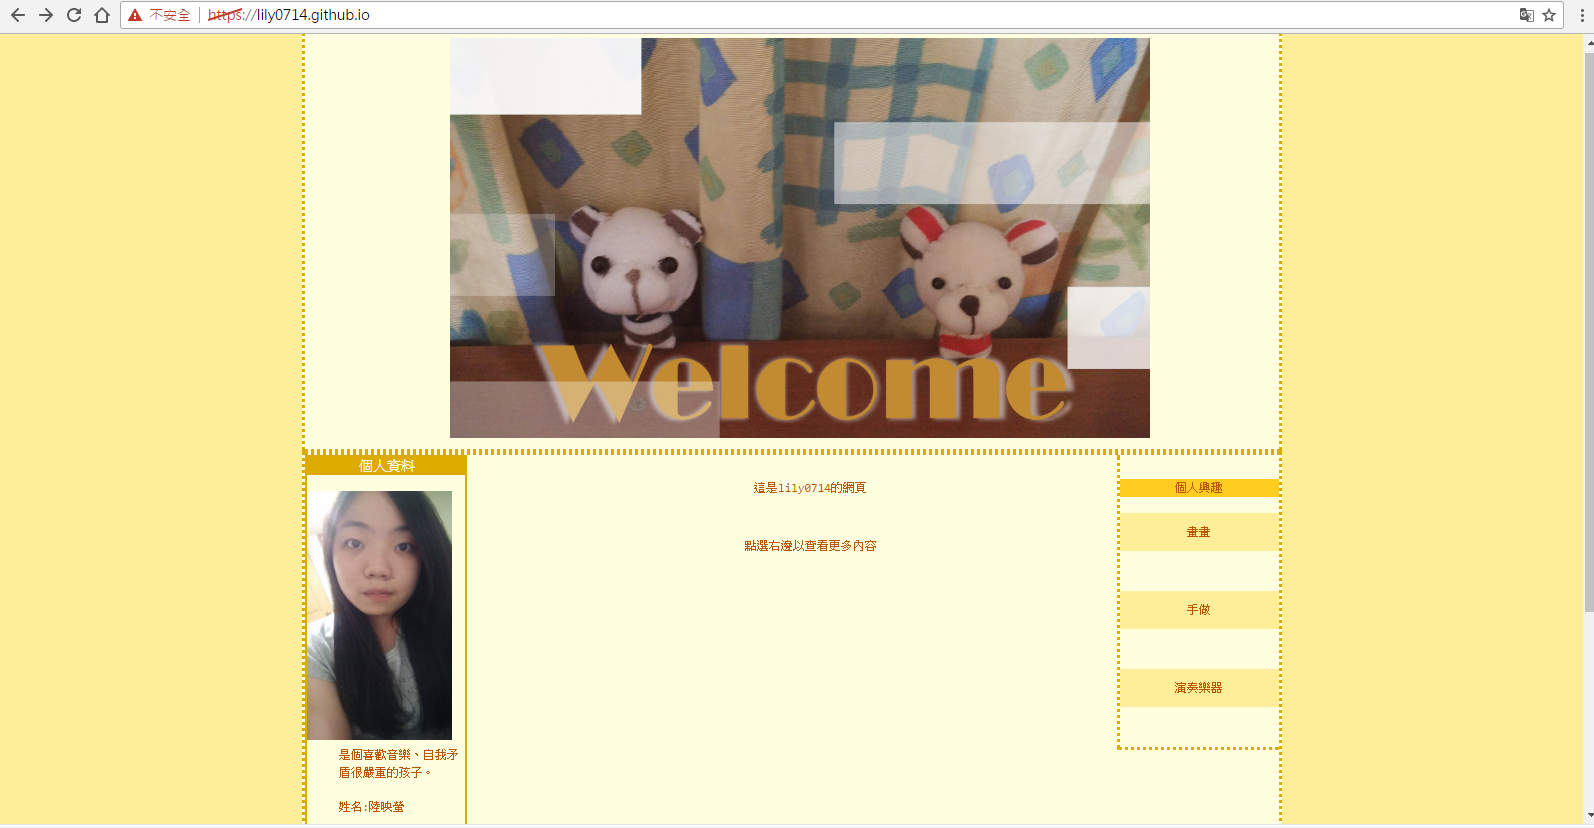 不安全 https://lily0714.github.io
Welcome
個人資料
是個喜歡音樂、自我矛
盾很嚴重的孩子。
姓名:陸映螢
這是lily0714的網頁
點選右邊以查看更多內容
個人興趣
畫畫
手做
演奏樂器